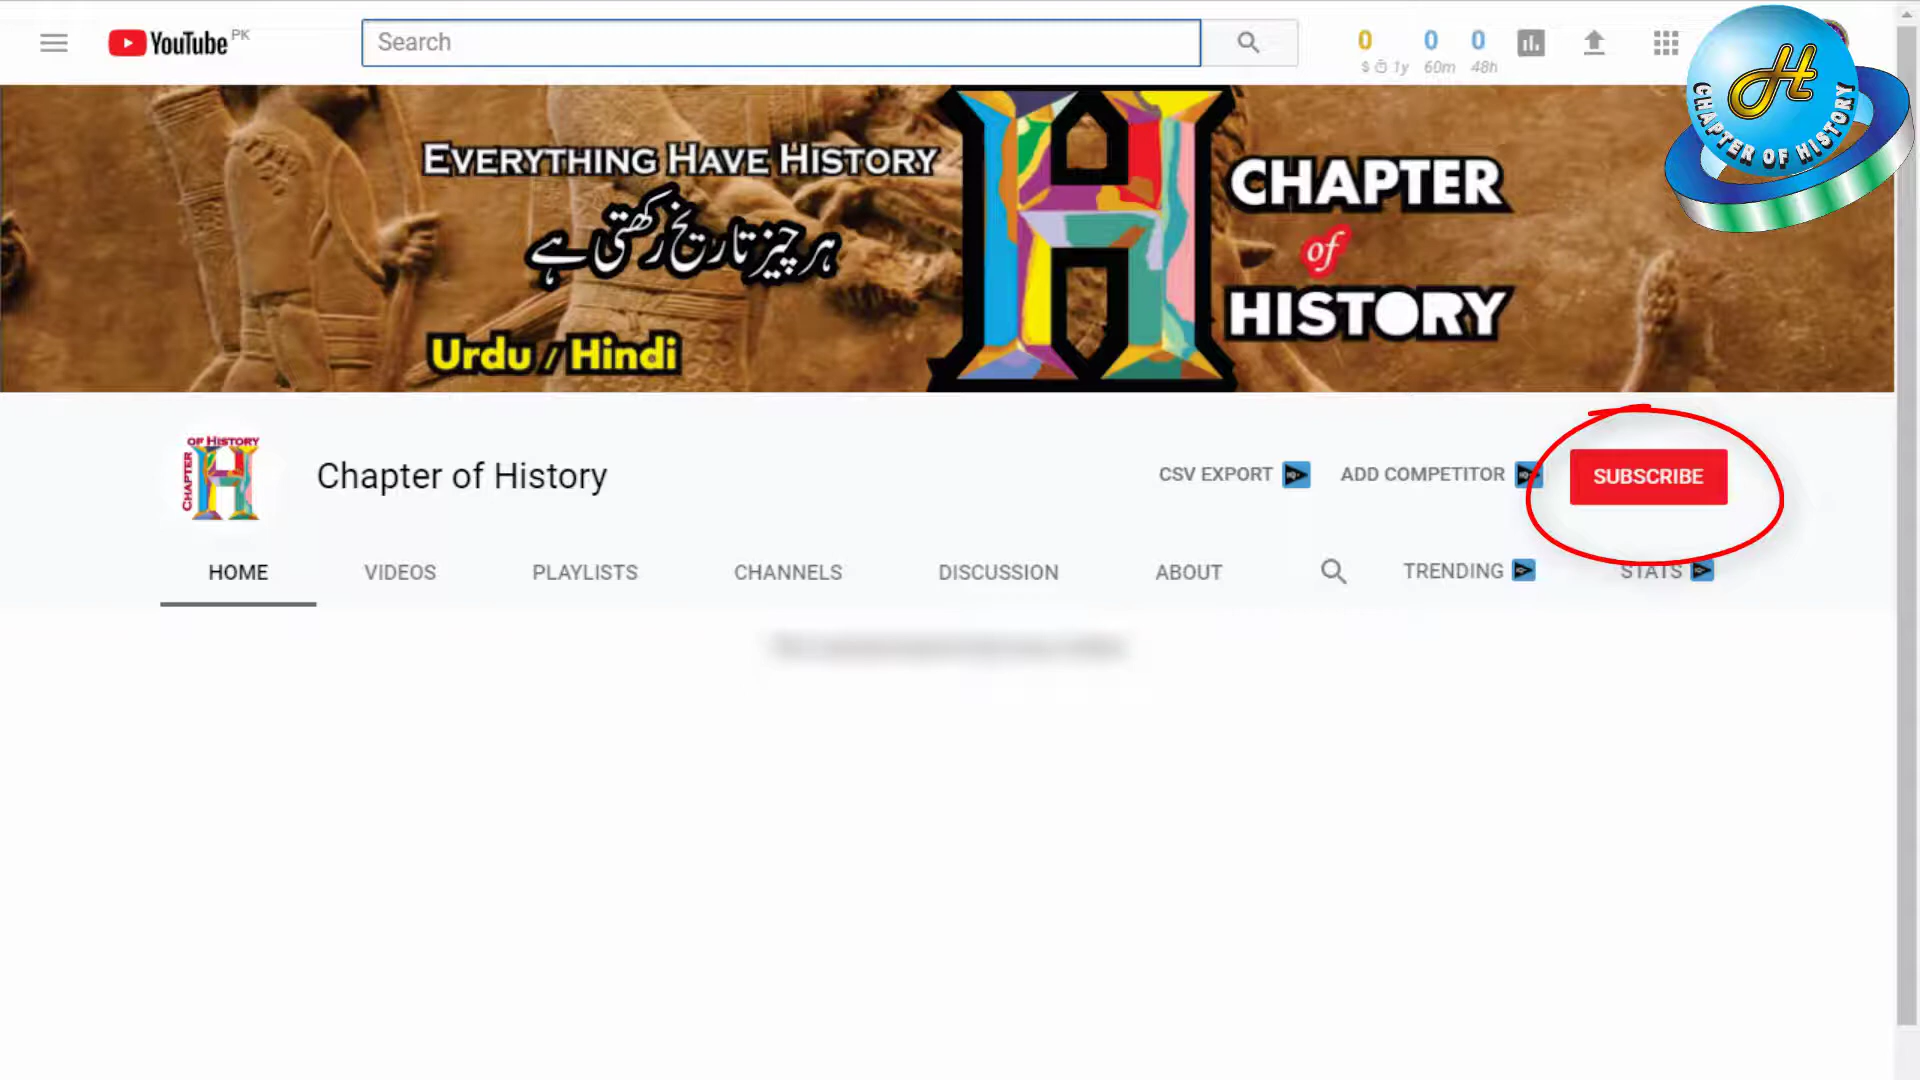 YouTube PK
Search
0 0 0
$ 1y 60m 48h
CHAPTER OF HISTORY
EVERYTHING HAVE HISTORY
ہر چیز تاریخ رکھتی ہے
Urdu / Hindi
CHAPTER
of
HISTORY
OF HISTORY
CHAPTER
Chapter of History
CSV EXPORT
ADD COMPETITOR
SUBSCRIBE
HOME
VIDEOS
PLAYLISTS
CHANNELS
DISCUSSION
ABOUT
TRENDING
STATS